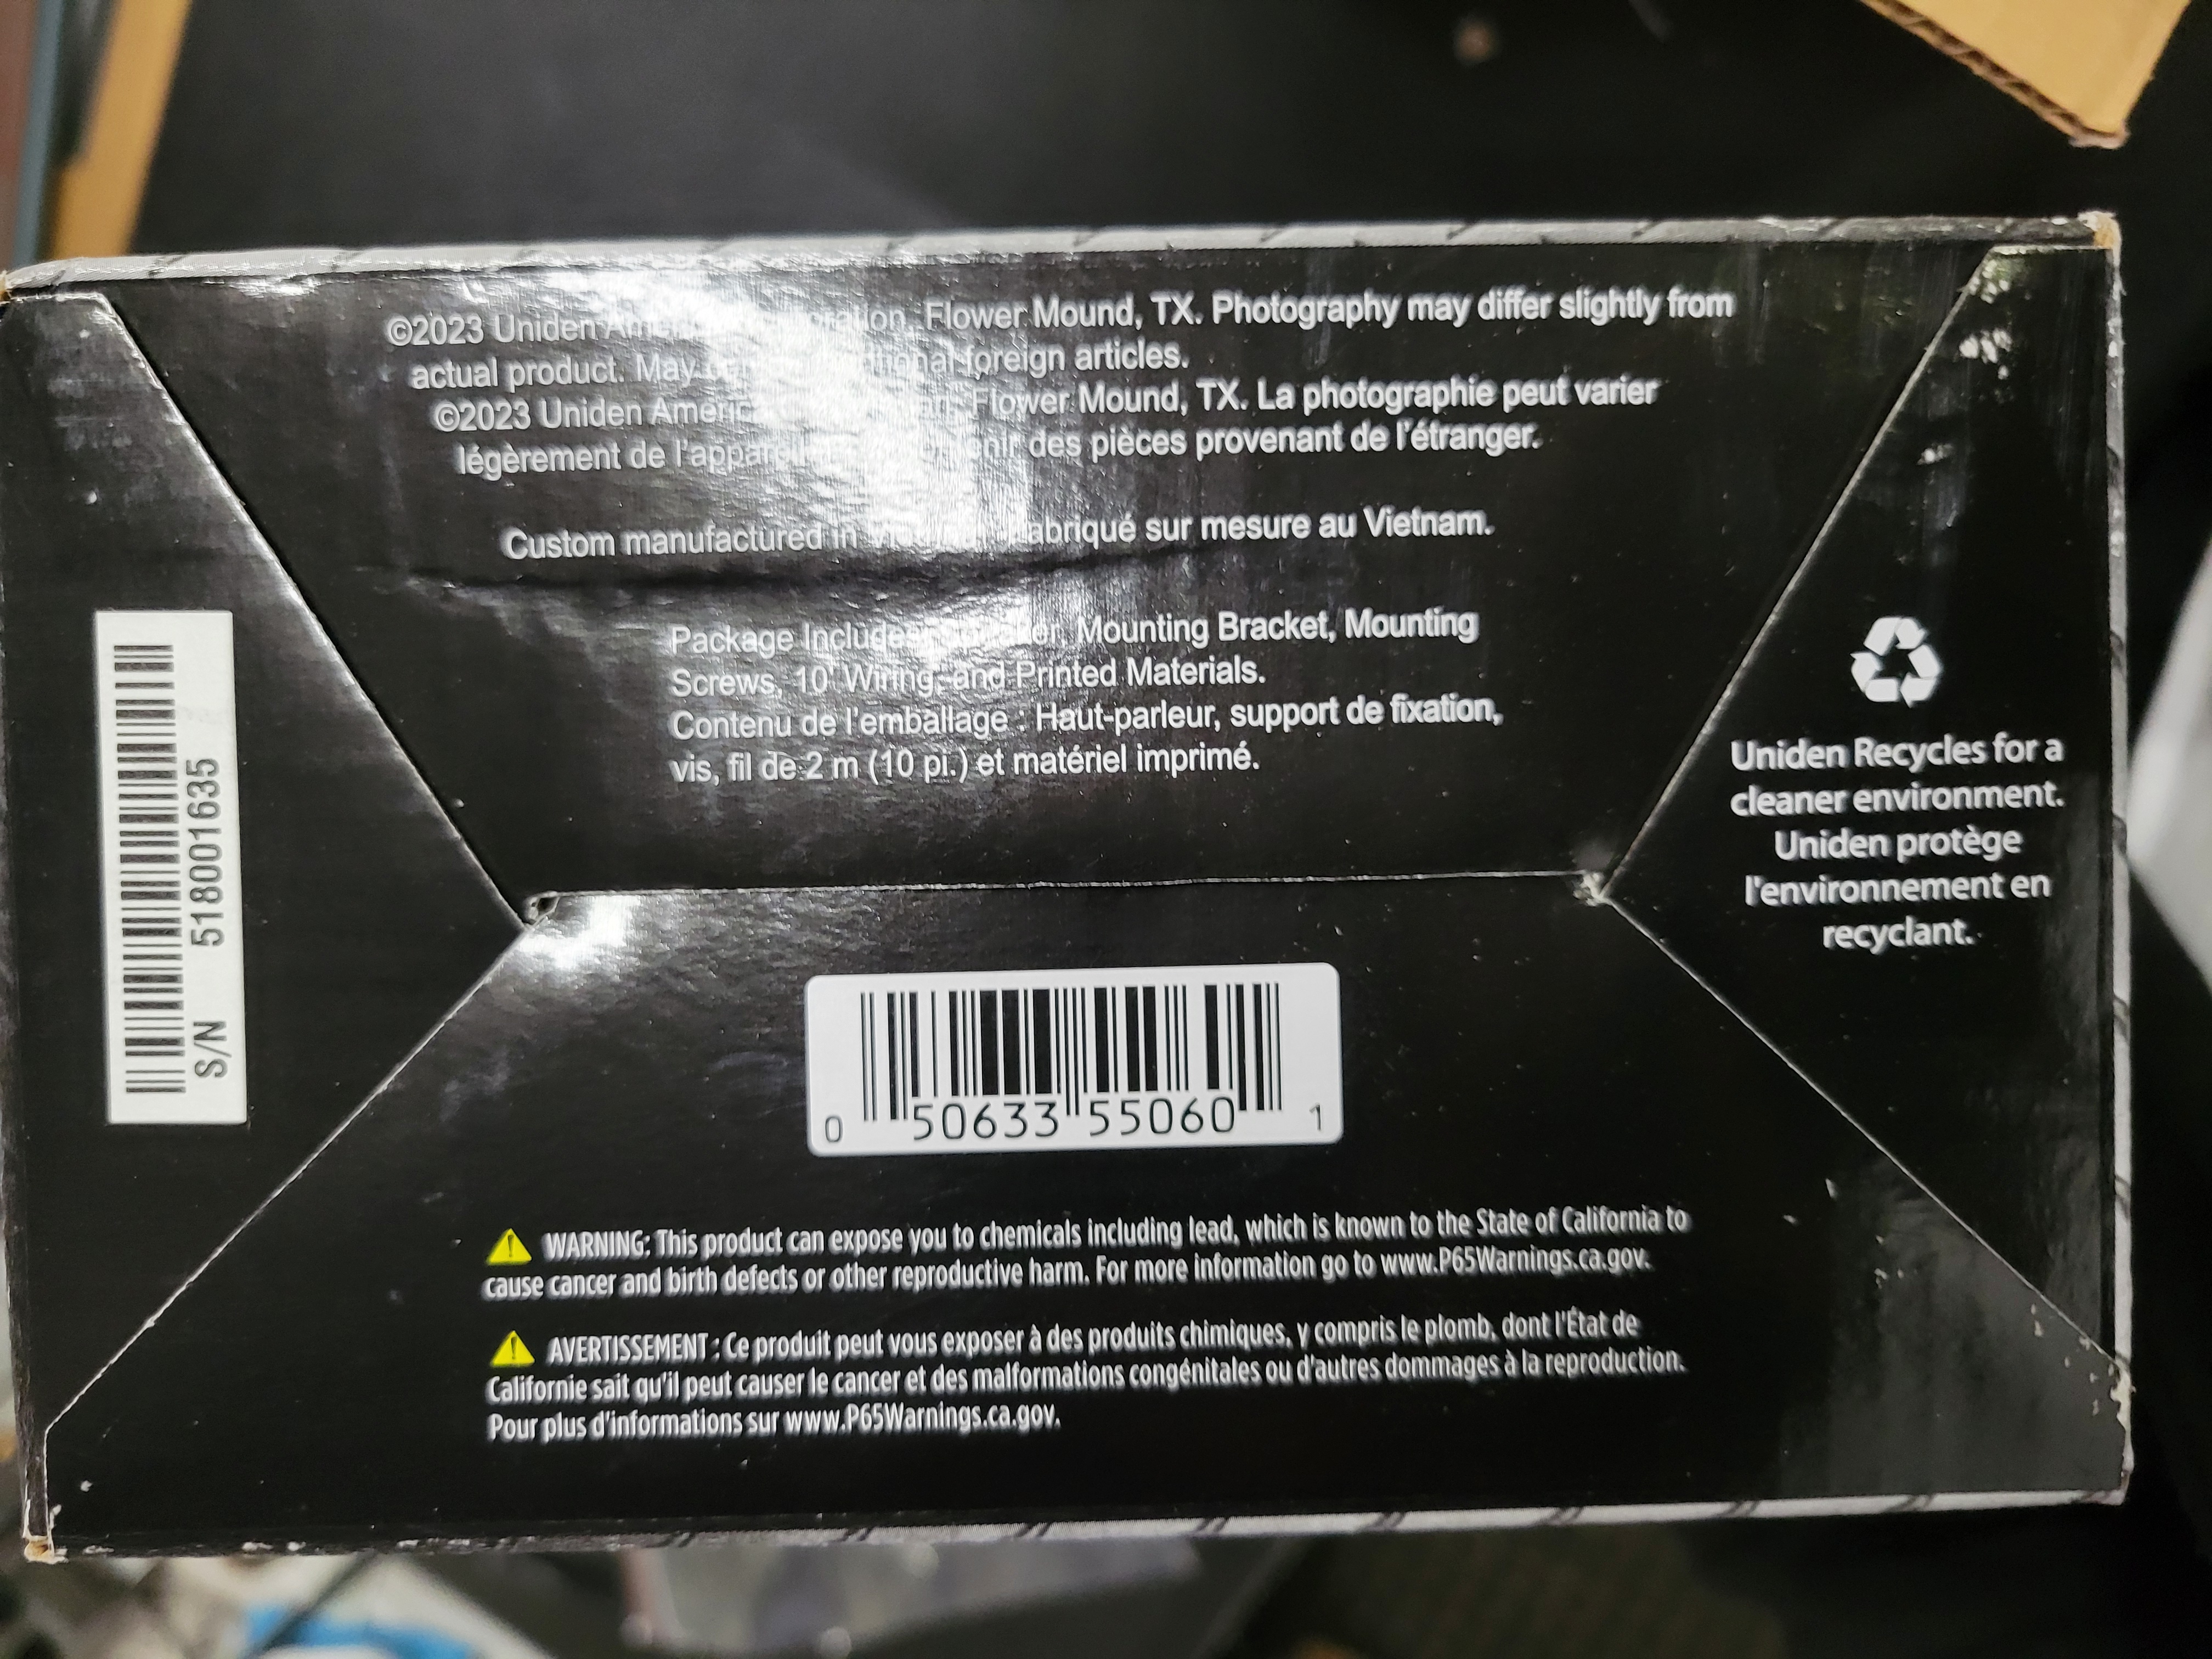 ©2023 Uniden Flower Mound, TX. Photography may differ slightly from
actual product. May foreign articles.
©2023 Uniden Flower Mound, TX. La photographie peut varier
légèrement de l'appareil des pièces provenant de l'étranger.
Custom manufactured in sur mesure au Vietnam.
Package Includes: Mounting Bracket, Mounting
Screws, 10' Wiring, and Printed Materials.
Contenu de l'emballage : Haut-parleur, support de fixation,
vis, fil de 2 m (10 pi.) et matériel imprimé.
S/N 518001635
Uniden Recycles for a
cleaner environment.
Uniden protège
l'environnement en
recyclant.
0 50633 55060 1
WARNING: This product can expose you to chemicals including lead, which is known to the State of California to
cause cancer and birth defects or other reproductive harm. For more information go to www.P65Warnings.ca.gov.
AVERTISSEMENT : Ce produit peut vous exposer à des produits chimiques, y compris le plomb, dont l'État de
Californie sait qu'il peut causer le cancer et des malformations congénitales ou d'autres dommages à la reproduction.
Pour plus d'informations sur www.P65Warnings.ca.gov.